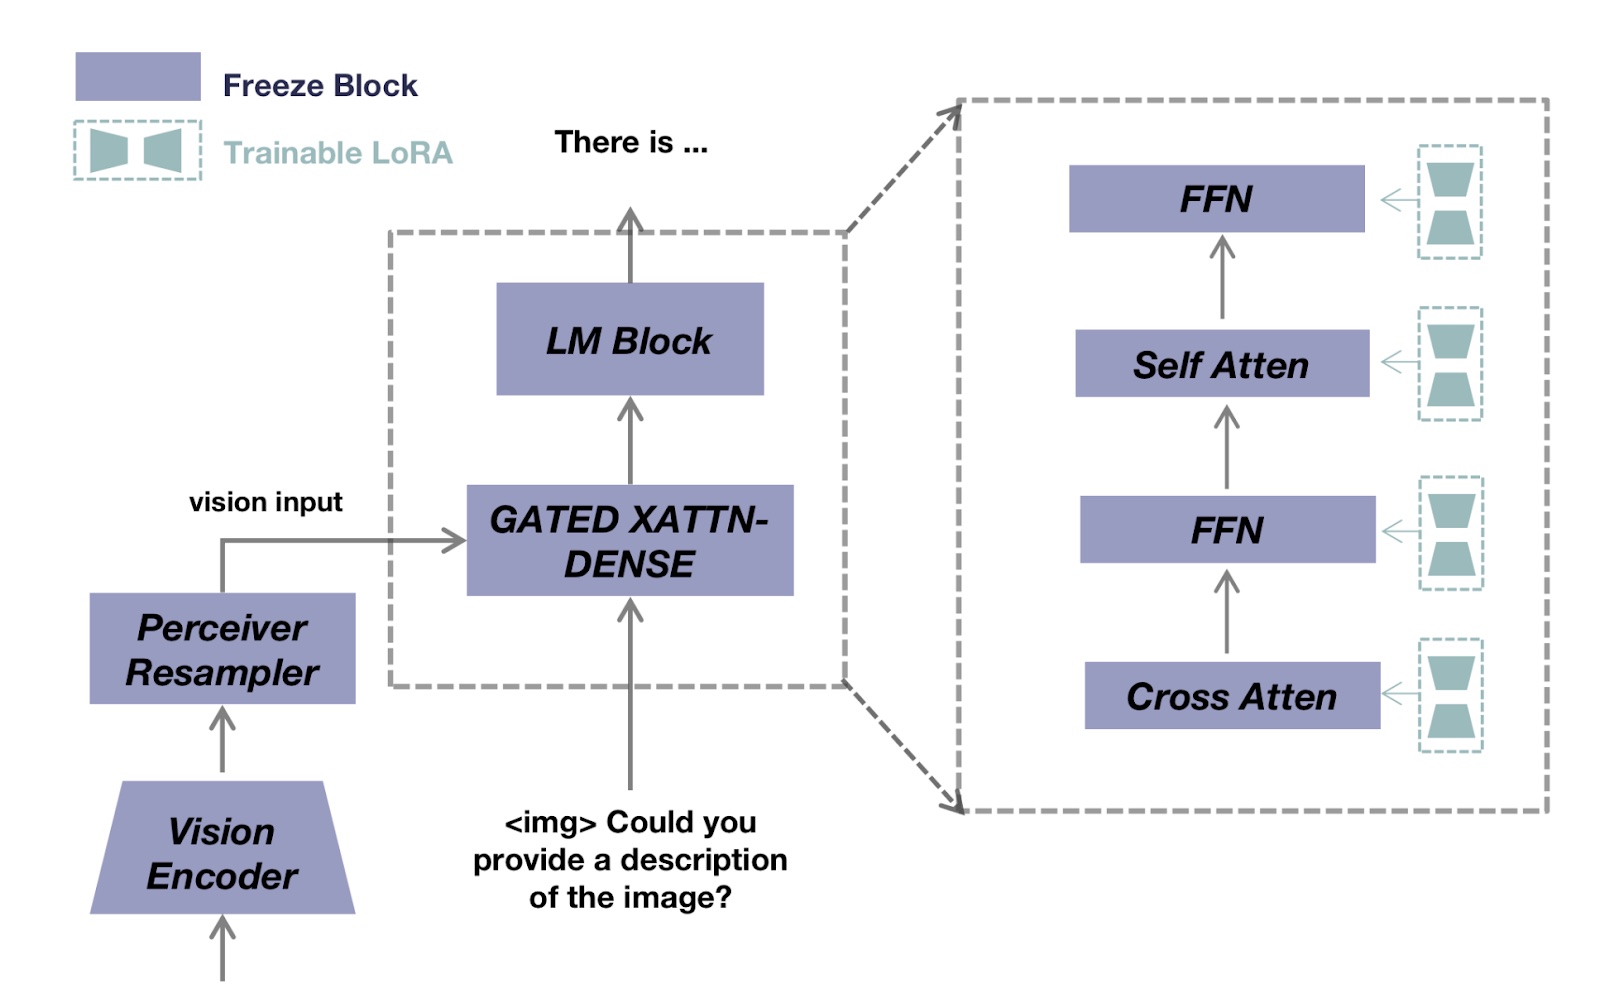 Freeze Block
Trainable LoRA
There is ...
LM Block
GATED XATTN-
DENSE
vision input
Perceiver
Resampler
Vision
Encoder
<img> Could you
provide a description
of the image?
FFN
Self Atten
FFN
Cross Atten